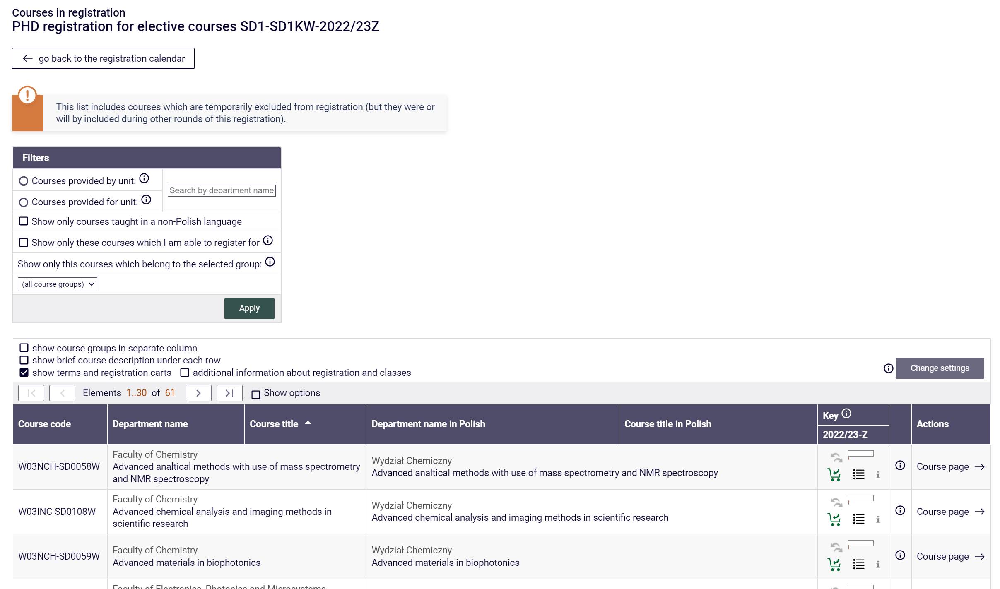 Courses in registration
PHD registration for elective courses SD1-SD1KW-2022/23Z
go back to the registration calendar
This list includes courses which are temporarily excluded from registration (but they were or
will by included during other rounds of this registration).
Filters
Courses provided by unit:
Search by department name
Courses provided for unit:
Show only courses taught in a non-Polish language
Show only these courses which I am able to register for
Show only this courses which belong to the selected group:
(all course groups)
Apply
show course groups in separate column
show brief course description under each row
show terms and registration carts additional information about registration and classes
Change settings
Elements 1..30 of 61 Show options
Course code Department name Course title Department name in Polish Course title in Polish Key 2022/23-Z Actions
Faculty of Chemistry
W03NCH-SD0058W Advanced analtical methods with use of mass spectrometry
and NMR spectroscopy
Wydział Chemiczny
Advanced analtical methods with use of mass spectrometry and NMR spectroscopy
Course page
Faculty of Chemistry
W03INC-SD0108W Advanced chemical analysis and imaging methods in
scientific research
Wydział Chemiczny
Advanced chemical analysis and imaging methods in scientific research
Course page
W03NCH-SD0059W
Faculty of Chemistry
Advanced materials in biophotonics
Wydział Chemiczny
Advanced materials in biophotonics
Course page
Faculty of Electronics, Photonics and Microsystems